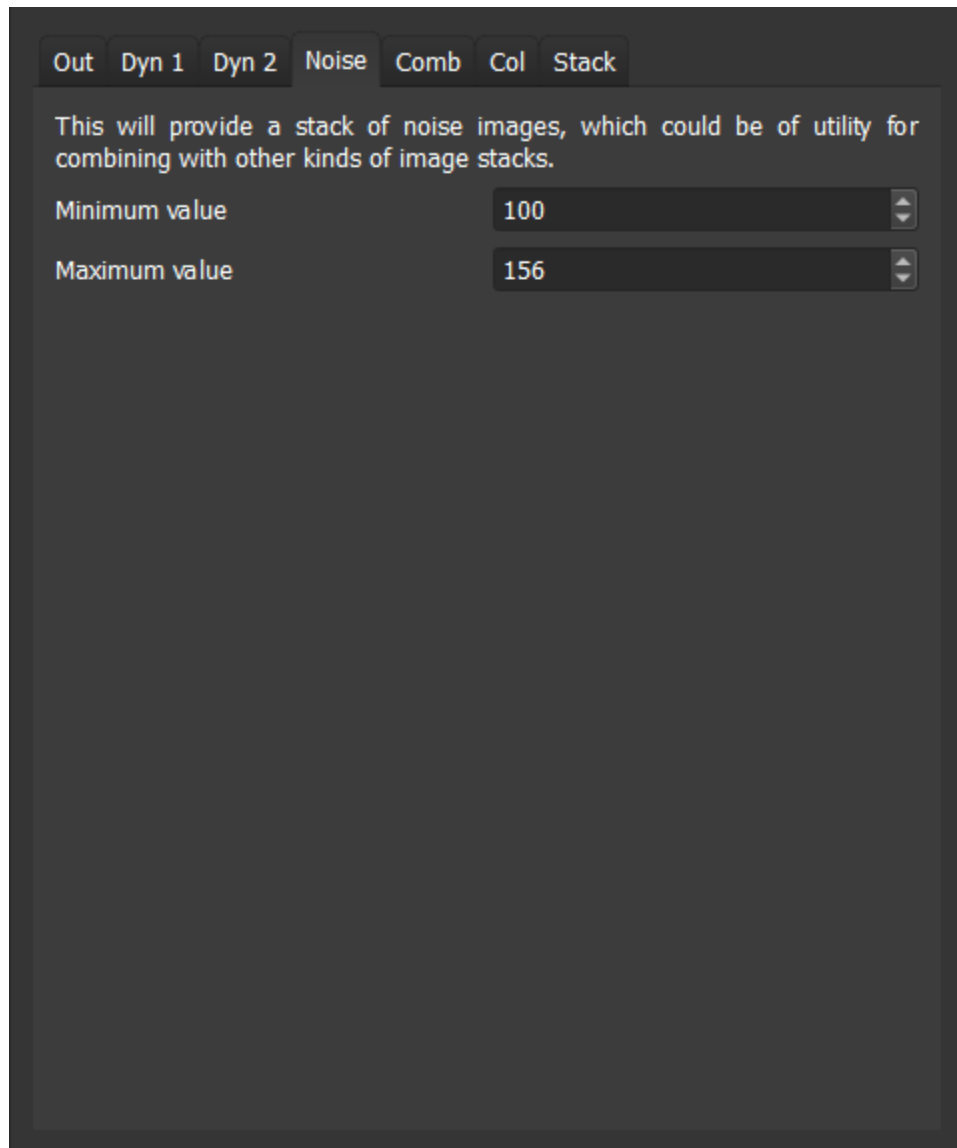 Out Dyn 1 Dyn 2 Noise Comb Col Stack
This will provide a stack of noise images, which could be of utility for
combining with other kinds of image stacks.
Minimum value 100
Maximum value 156